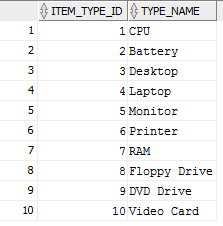 ITEM_TYPE_ID TYPE_NAME
1 1 CPU
2 2 Battery
3 3 Desktop
4 4 Laptop
5 5 Monitor
6 6 Printer
7 7 RAM
8 8 Floppy Drive
9 9 DVD Drive
10 10 Video Card